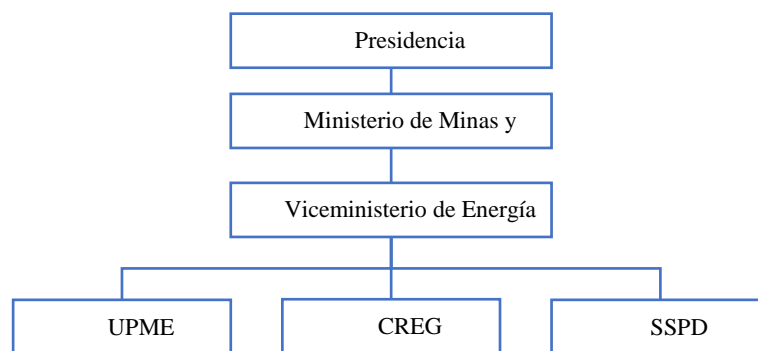 Presidencia
Ministerio de Minas y
Viceministerio de Energía
UPME CREG SSPD